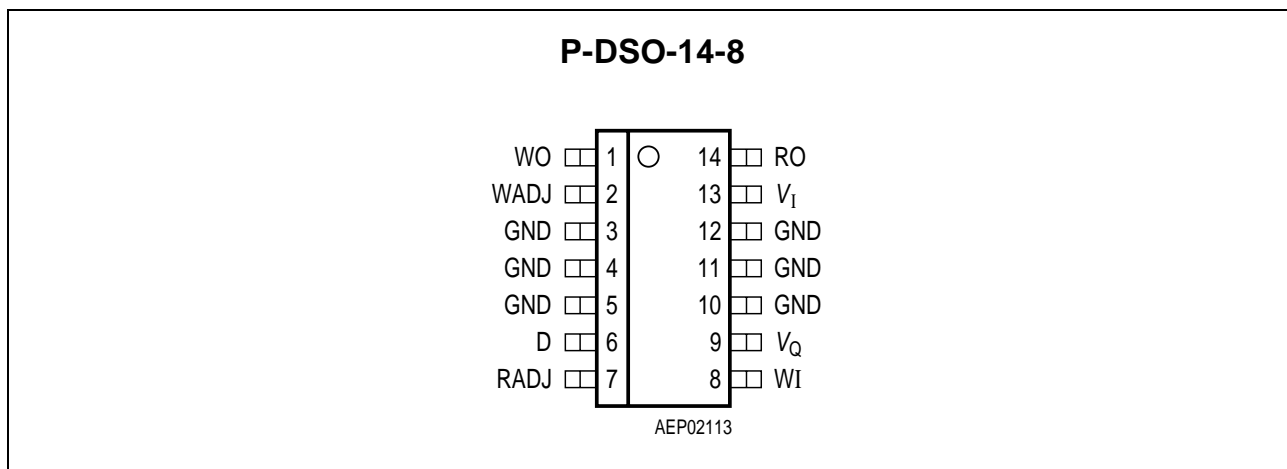 P-DSO-14-8
WO 1 14 RO
WADJ 2 13 VI
GND 3 12 GND
GND 4 11 GND
GND 5 10 GND
D 6 9 VQ
RADJ 7 8 WI
AEP02113